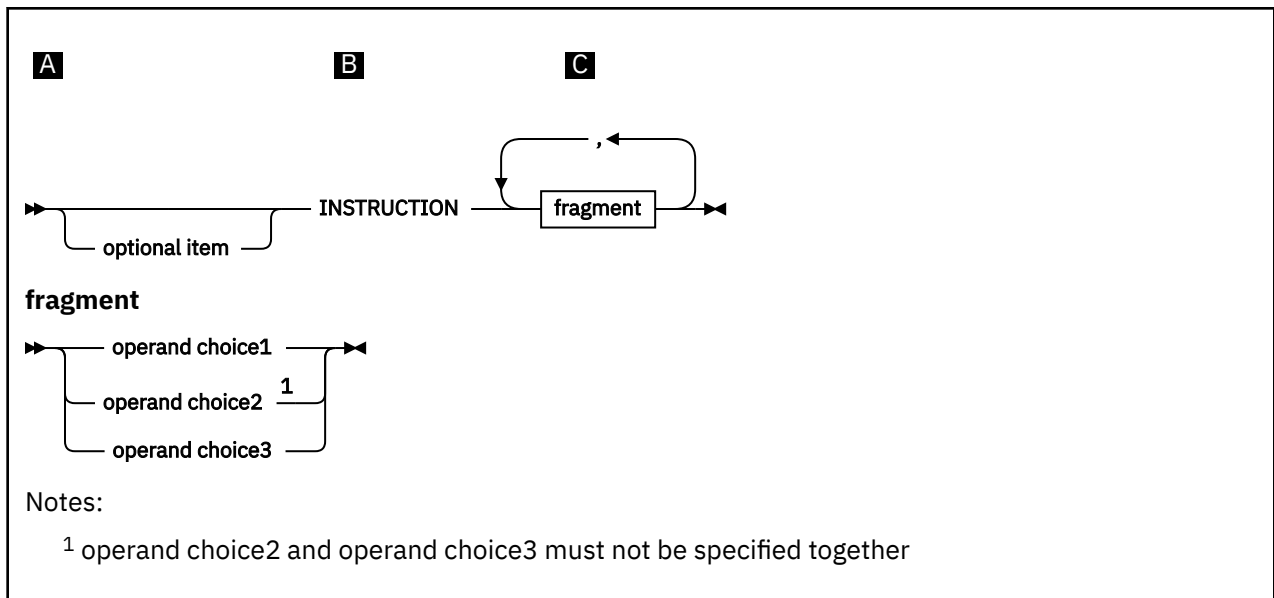 A B C
,
INSTRUCTION fragment
optional item
fragment
operand choice1
operand choice2 1
operand choice3
Notes:
1 operand choice2 and operand choice3 must not be specified together